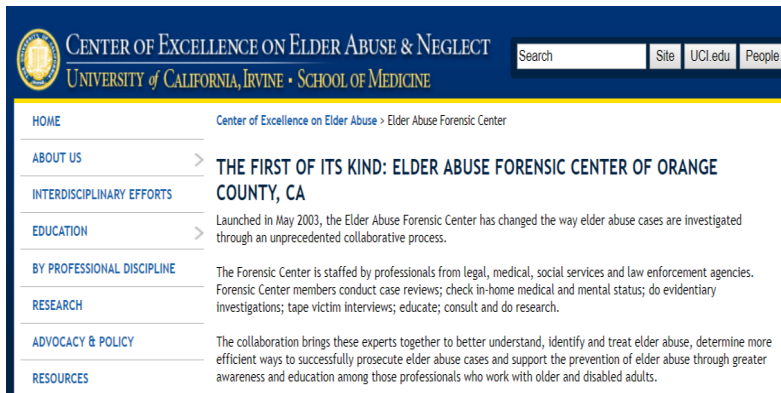 CENTER OF EXCELLENCE ON ELDER ABUSE & NEGLECT
UNIVERSITY of CALIFORNIA, IRVINE • SCHOOL OF MEDICINE
Search
Site
UCI.edu
People
HOME
ABOUT US
INTERDISCIPLINARY EFFORTS
EDUCATION
BY PROFESSIONAL DISCIPLINE
RESEARCH
ADVOCACY & POLICY
RESOURCES
Center of Excellence on Elder Abuse > Elder Abuse Forensic Center
THE FIRST OF ITS KIND: ELDER ABUSE FORENSIC CENTER OF ORANGE
COUNTY, CA
Launched in May 2003, the Elder Abuse Forensic Center has changed the way elder abuse cases are investigated
through an unprecedented collaborative process.
The Forensic Center is staffed by professionals from legal, medical, social services and law enforcement agencies.
Forensic Center members conduct case reviews; check in-home medical and mental status; do evidentiary
investigations; tape victim interviews; educate; consult and do research.
The collaboration brings these experts together to better understand, identify and treat elder abuse, determine more
efficient ways to successfully prosecute elder abuse cases and support the prevention of elder abuse through greater
awareness and education among those professionals who work with older and disabled adults.